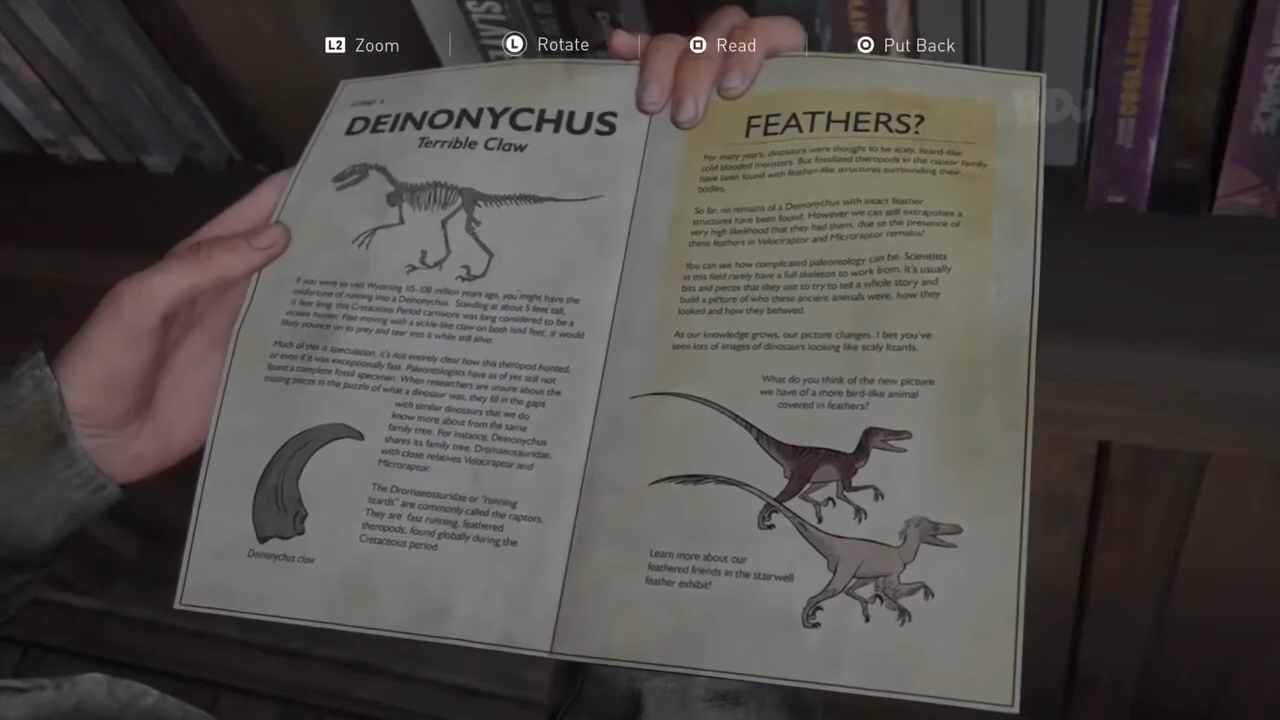 L2 Zoom
L Rotate
Read
Put Back
DEINONYCHUS
Terrible Claw
If you were to visit Wyoming 115-108 million years ago, you might have the
misfortune of running into a Deinonychus. Standing at about 5 feet tall,
feet long, this Cretaceous Period carnivore was long considered to be a
vicious hunter. Fast moving with a sickle-like claw on both hind feet, it would
likely pounce on its prey and tear into it while still alive.
Much of this is speculation, it's not entirely clear how this theropod hunted,
or even if it was exceptionally fast. Paleontologists have as of yet still not
found a complete fossil specimen. When researchers are unsure about the
missing pieces in the puzzle of what a dinosaur was, they fill in the gaps
with similar dinosaurs that we do
know more about from the same
family tree. For instance, Deinonychus
shares its family tree, Dromaeosauridae,
with close relatives Velociraptor and
Microraptor.
The Dromaeosauridae or "running
lizards" are commonly called the raptors.
They are fast running, feathered
theropods, found globally during the
Cretaceous period.
Deinonychus claw
FEATHERS?
For many years, dinosaurs were thought to be scaly, lizard-like
cold blooded monsters. But fossilized theropods in the raptor family
have been found with feather-like structures surrounding their
bodies.
So far, no remains of a Deinonychus with intact feather
structures have been found. However we can still extrapolate a
very high likelihood that they had them, due to the presence of
these feathers in Velociraptor and Microraptor remains!
You can see how complicated paleontology can be. Scientists
in this field rarely have a full skeleton to work from, it's usually
bits and pieces that they use to try to tell a whole story and
build a picture of who these ancient animals were, how they
looked and how they behaved.
As our knowledge grows, our picture changes. I bet you've
seen lots of images of dinosaurs looking like scaly lizards.
What do you think of the new picture
we have of a more bird-like animal
covered in feathers?
Learn more about our
feathered friends in the stairwell
feather exhibit!